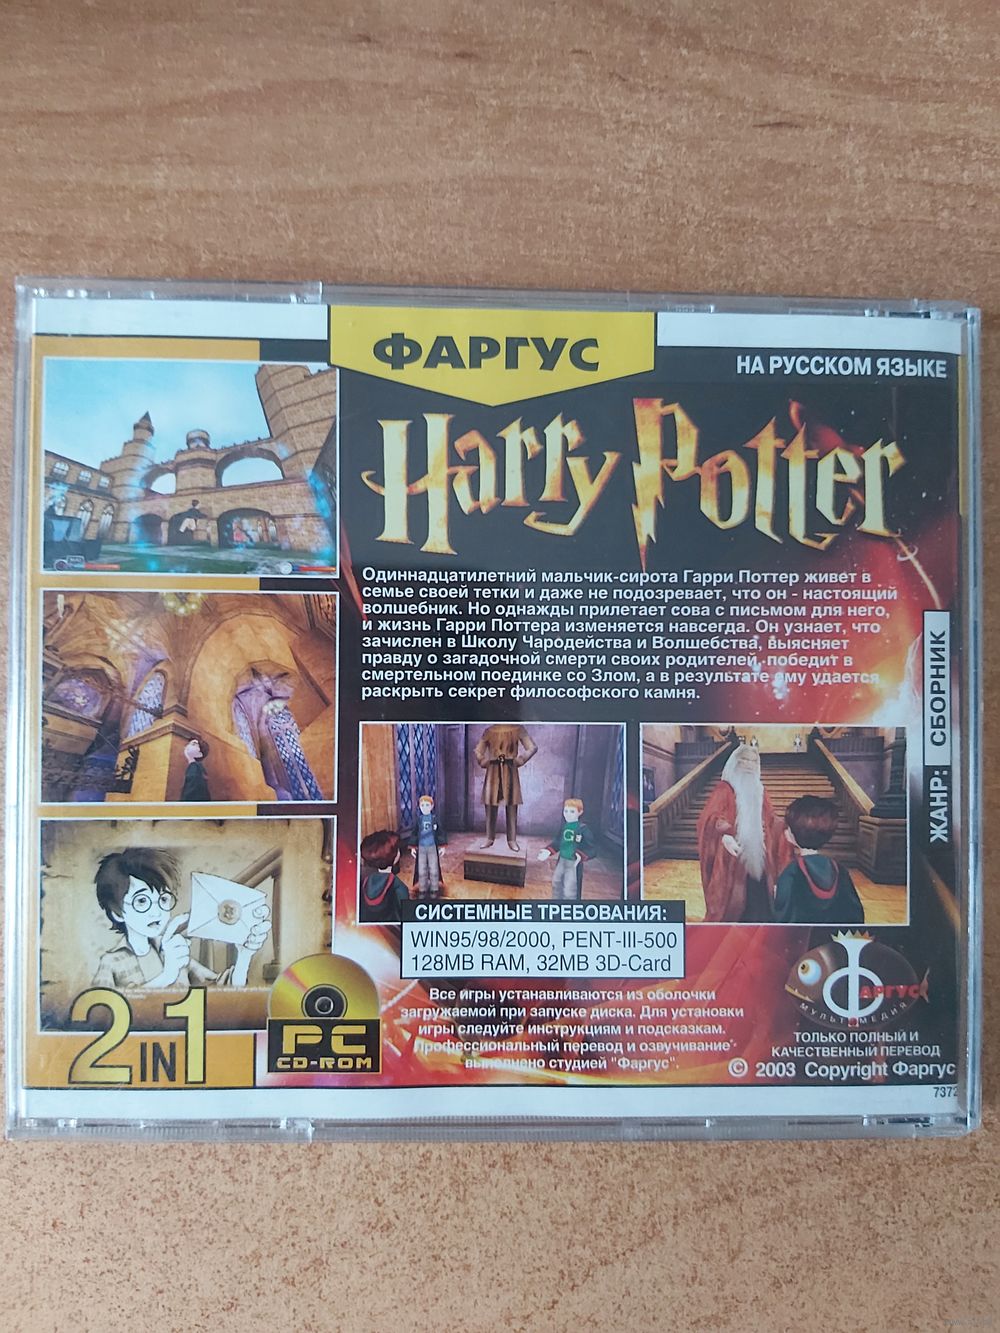 ФАРГУС
НА РУССКОМ ЯЗЫКЕ
Harry Potter
Одиннадцатилетний мальчик-сирота Гарри Поттер живет в
семье своей тетки и даже не подозревает, что он - настоящий
волшебник. Но однажды прилетает сова с письмом для него,
и жизнь Гарри Поттера изменяется навсегда. Он узнает, что
зачислен в Школу Чародейства и Волшебства, выясняет
правду о загадочной смерти своих родителей, победит в
смертельном поединке со Злом, а в результате ему удается
раскрыть секрет философского камня.
ЖАНР: СБОРНИК
СИСТЕМНЫЕ ТРЕБОВАНИЯ:
WIN95/98/2000, PENT-III-500
128MB RAM, 32MB 3D-Card
Все игры устанавливаются из оболочки
загружаемой при запуске диска. Для установки
игры следуйте инструкциям и подсказкам.
Профессиональный перевод и озвучивание
выполнено студией "Фаргус".
2 IN 1
PC
CD-ROM
ФАРГУС
МУЛЬТИМЕДИЯ
ТОЛЬКО ПОЛНЫЙ И
КАЧЕСТВЕННЫЙ ПЕРЕВОД
© 2003 Copyright Фаргус
7372